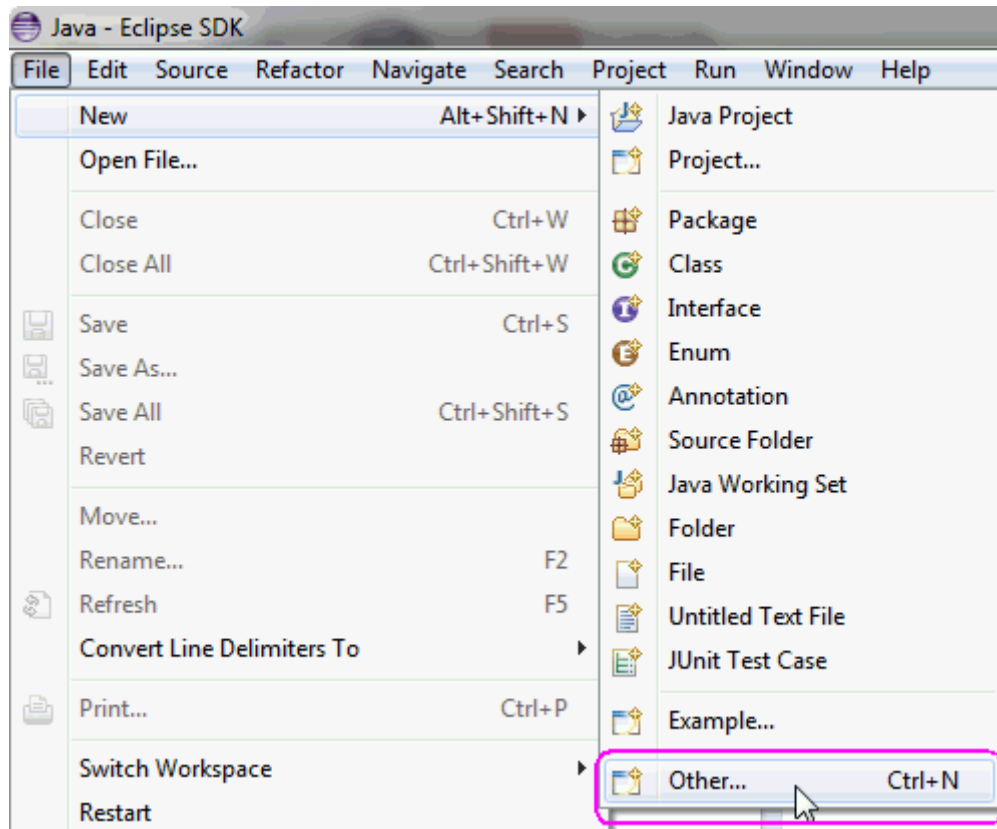 Java - Eclipse SDK
File Edit Source Refactor Navigate Search Project Run Window Help
New Alt+Shift+N
Open File...
Close Ctrl+W
Close All Ctrl+Shift+W
Save Ctrl+S
Save As...
Save All Ctrl+Shift+S
Revert
Move...
Rename... F2
Refresh F5
Convert Line Delimiters To
Print... Ctrl+P
Switch Workspace
Restart
Java Project
Project...
Package
Class
Interface
Enum
Annotation
Source Folder
Java Working Set
Folder
File
Untitled Text File
JUnit Test Case
Example...
Other... Ctrl+N